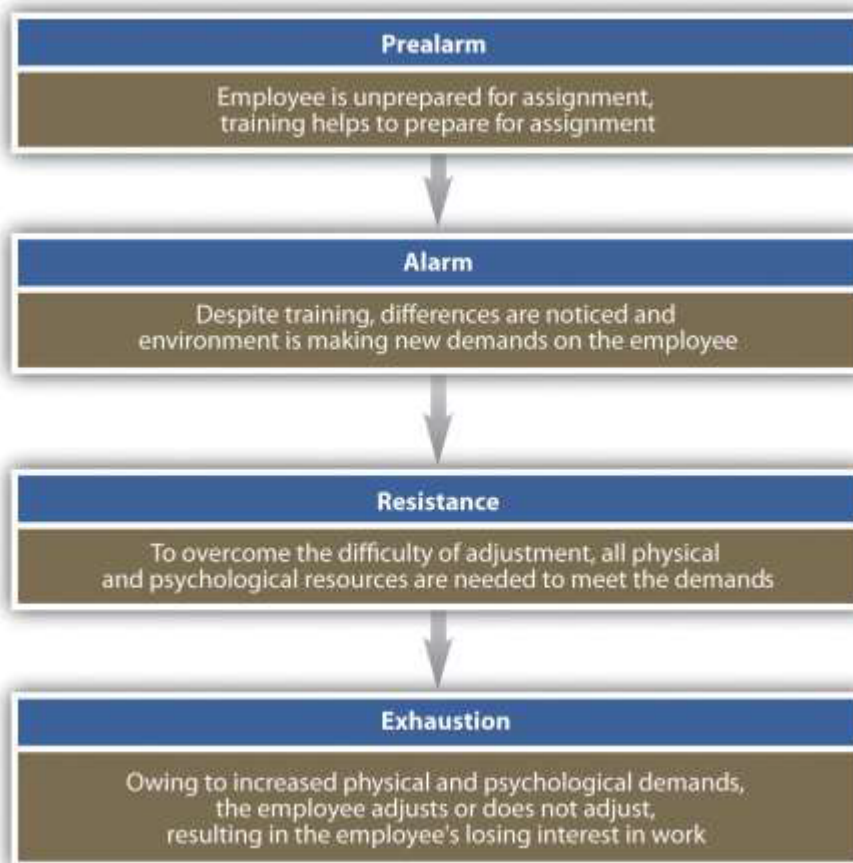 Prealarm
Employee is unprepared for assignment,
training helps to prepare for assignment
Alarm
Despite training, differences are noticed and
environment is making new demands on the employee
Resistance
To overcome the difficulty of adjustment, all physical
and psychological resources are needed to meet the demands
Exhaustion
Owing to increased physical and psychological demands,
the employee adjusts or does not adjust,
resulting in the employee's losing interest in work